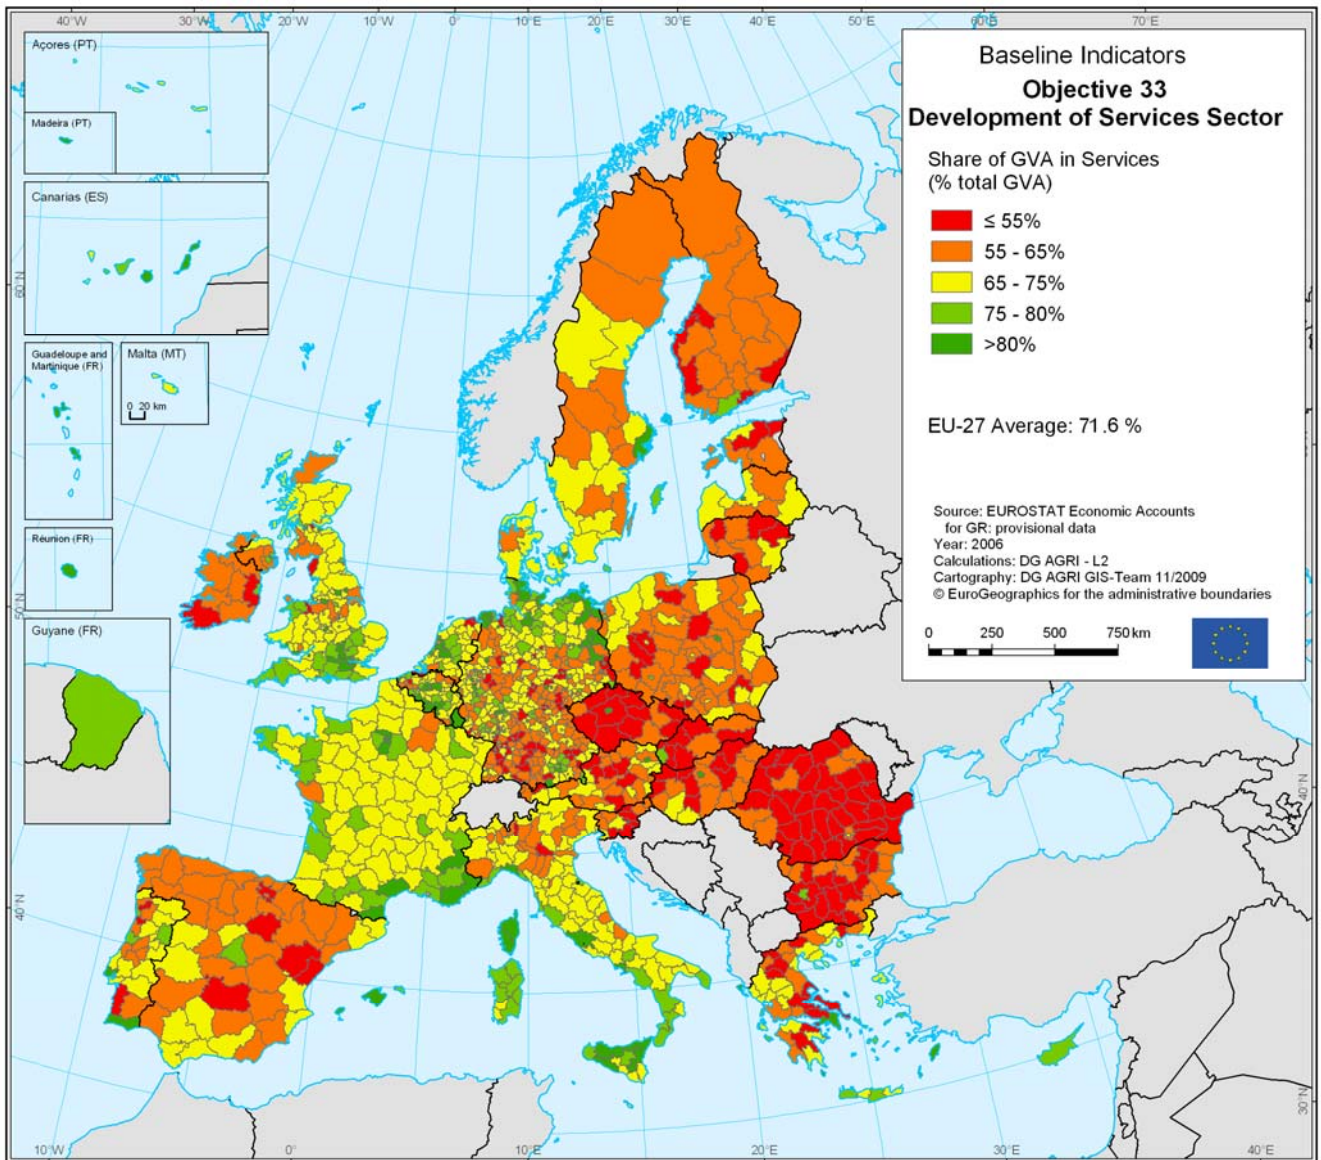 40°W 30°W 20°W 10°W 0° 10°E 20°E 30°E 40°E 50°E 60°E 70°E
Açores (PT)
Madeira (PT)
Canarias (ES)
Guadeloupe and
Martinique (FR)
Malta (MT)
0 20 km
Réunion (FR)
Guyane (FR)
Baseline Indicators
Objective 33
Development of Services Sector
Share of GVA in Services
(% total GVA)
≤ 55%
55 - 65%
65 - 75%
75 - 80%
>80%
EU-27 Average: 71.6 %
Source: EUROSTAT Economic Accounts
for GR: provisional data
Year: 2006
Calculations: DG AGRI - L2
Cartography: DG AGRI GIS-Team 11/2009
© EuroGeographics for the administrative boundaries
0 250 500 750 km
60°N
50°N
40°N
40°N
30°N
10°W 0° 10°E 20°E 30°E 40°E